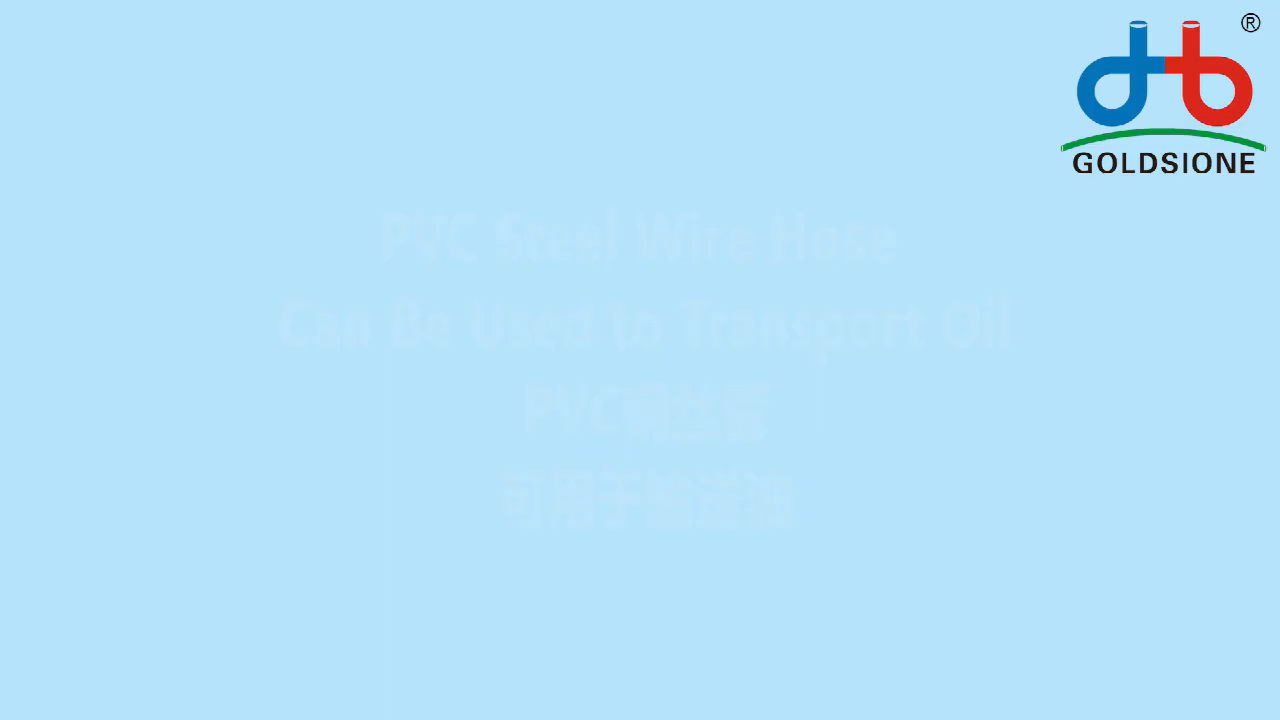 ®
GOLDSIONE
PVC Steel Wire Hose
Can Be Used to Transport Oil
PVC钢丝管
可用于输送油